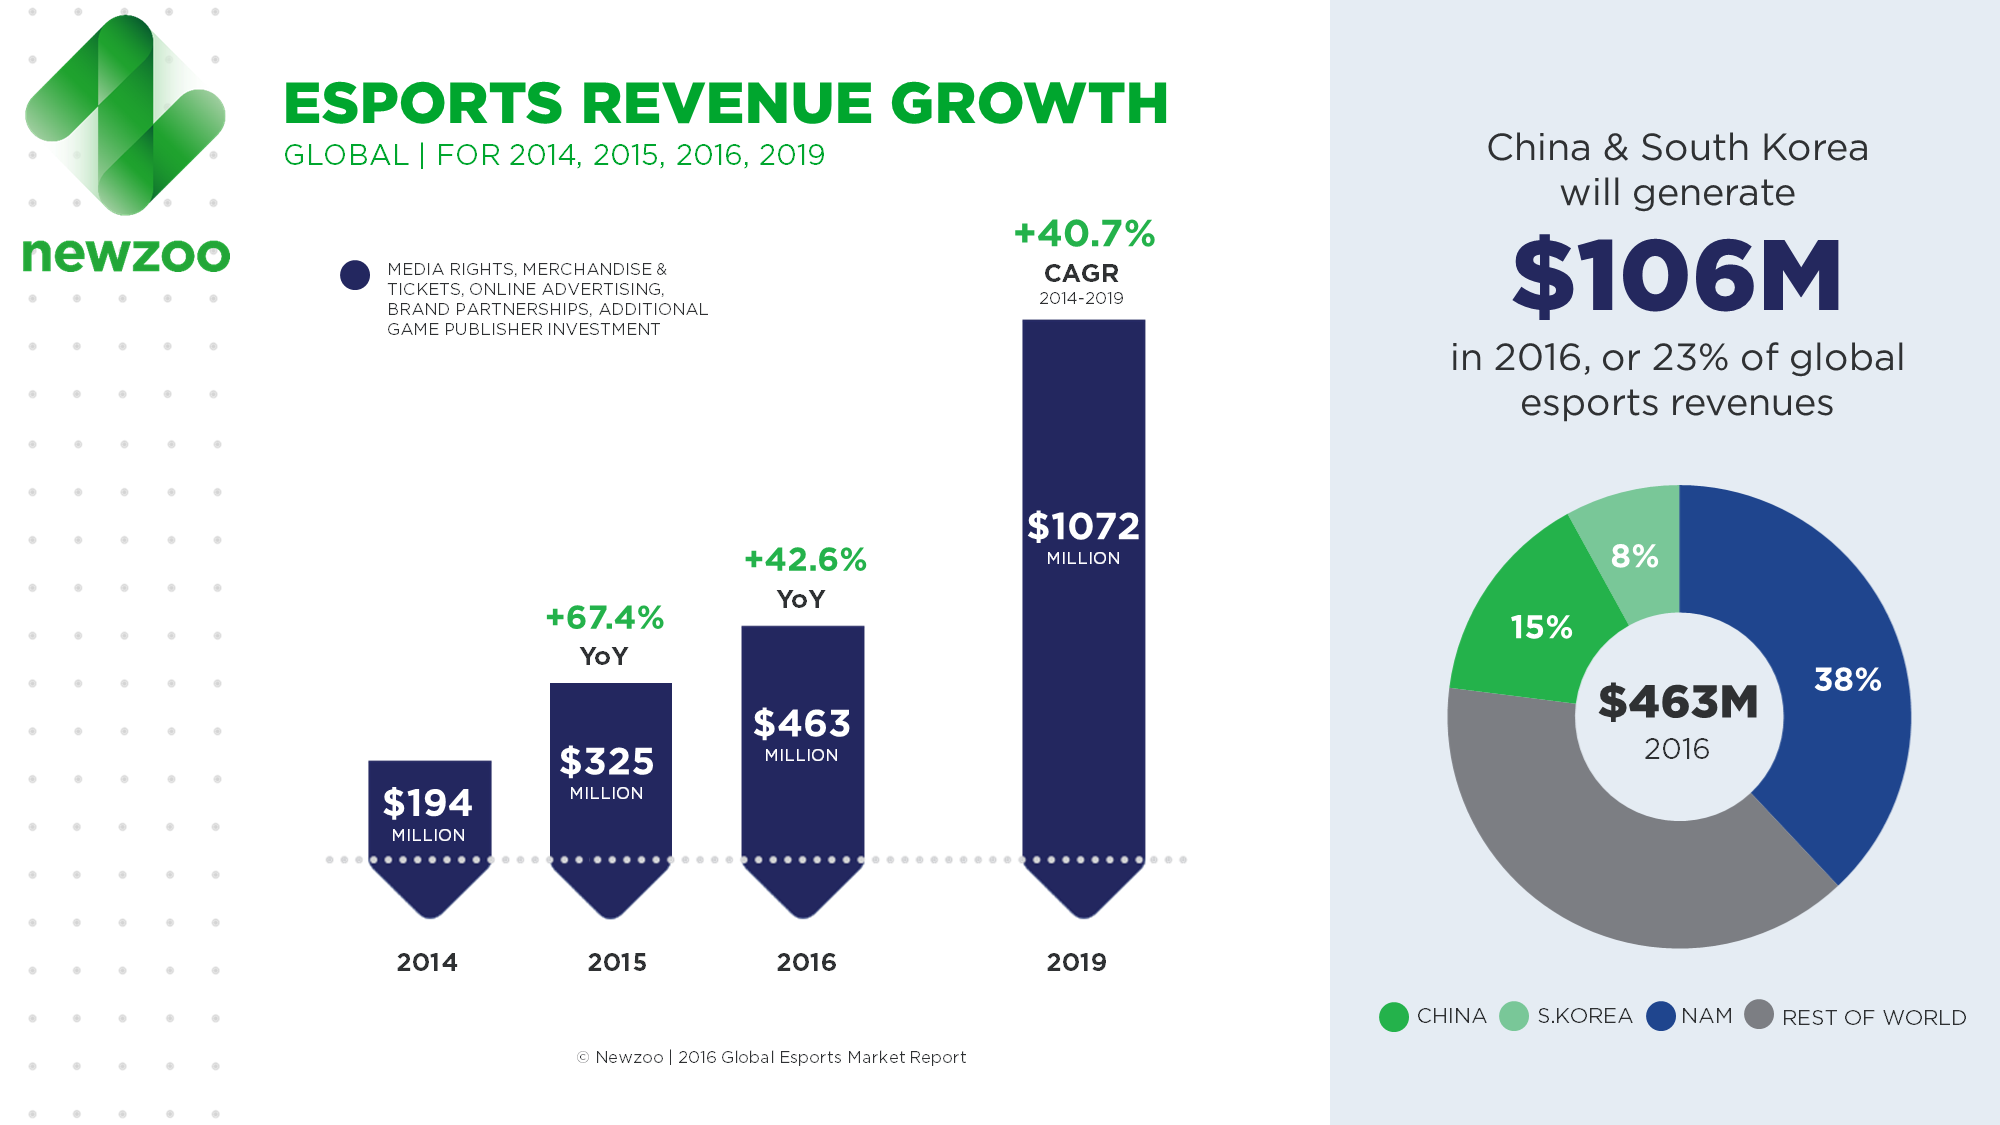 newzoo
ESPORTS REVENUE GROWTH
GLOBAL | FOR 2014, 2015, 2016, 2019
MEDIA RIGHTS, MERCHANDISE &
TICKETS, ONLINE ADVERTISING,
BRAND PARTNERSHIPS, ADDITIONAL
GAME PUBLISHER INVESTMENT
$194
MILLION
2014
+67.4%
YoY
$325
MILLION
2015
+42.6%
YoY
$463
MILLION
2016
+40.7%
CAGR
2014-2019
$1072
MILLION
2019
© Newzoo | 2016 Global Esports Market Report
China & South Korea
will generate
$106M
in 2016, or 23% of global
esports revenues
8%
15%
38%
$463M
2016
CHINA
S.KOREA
NAM
REST OF WORLD